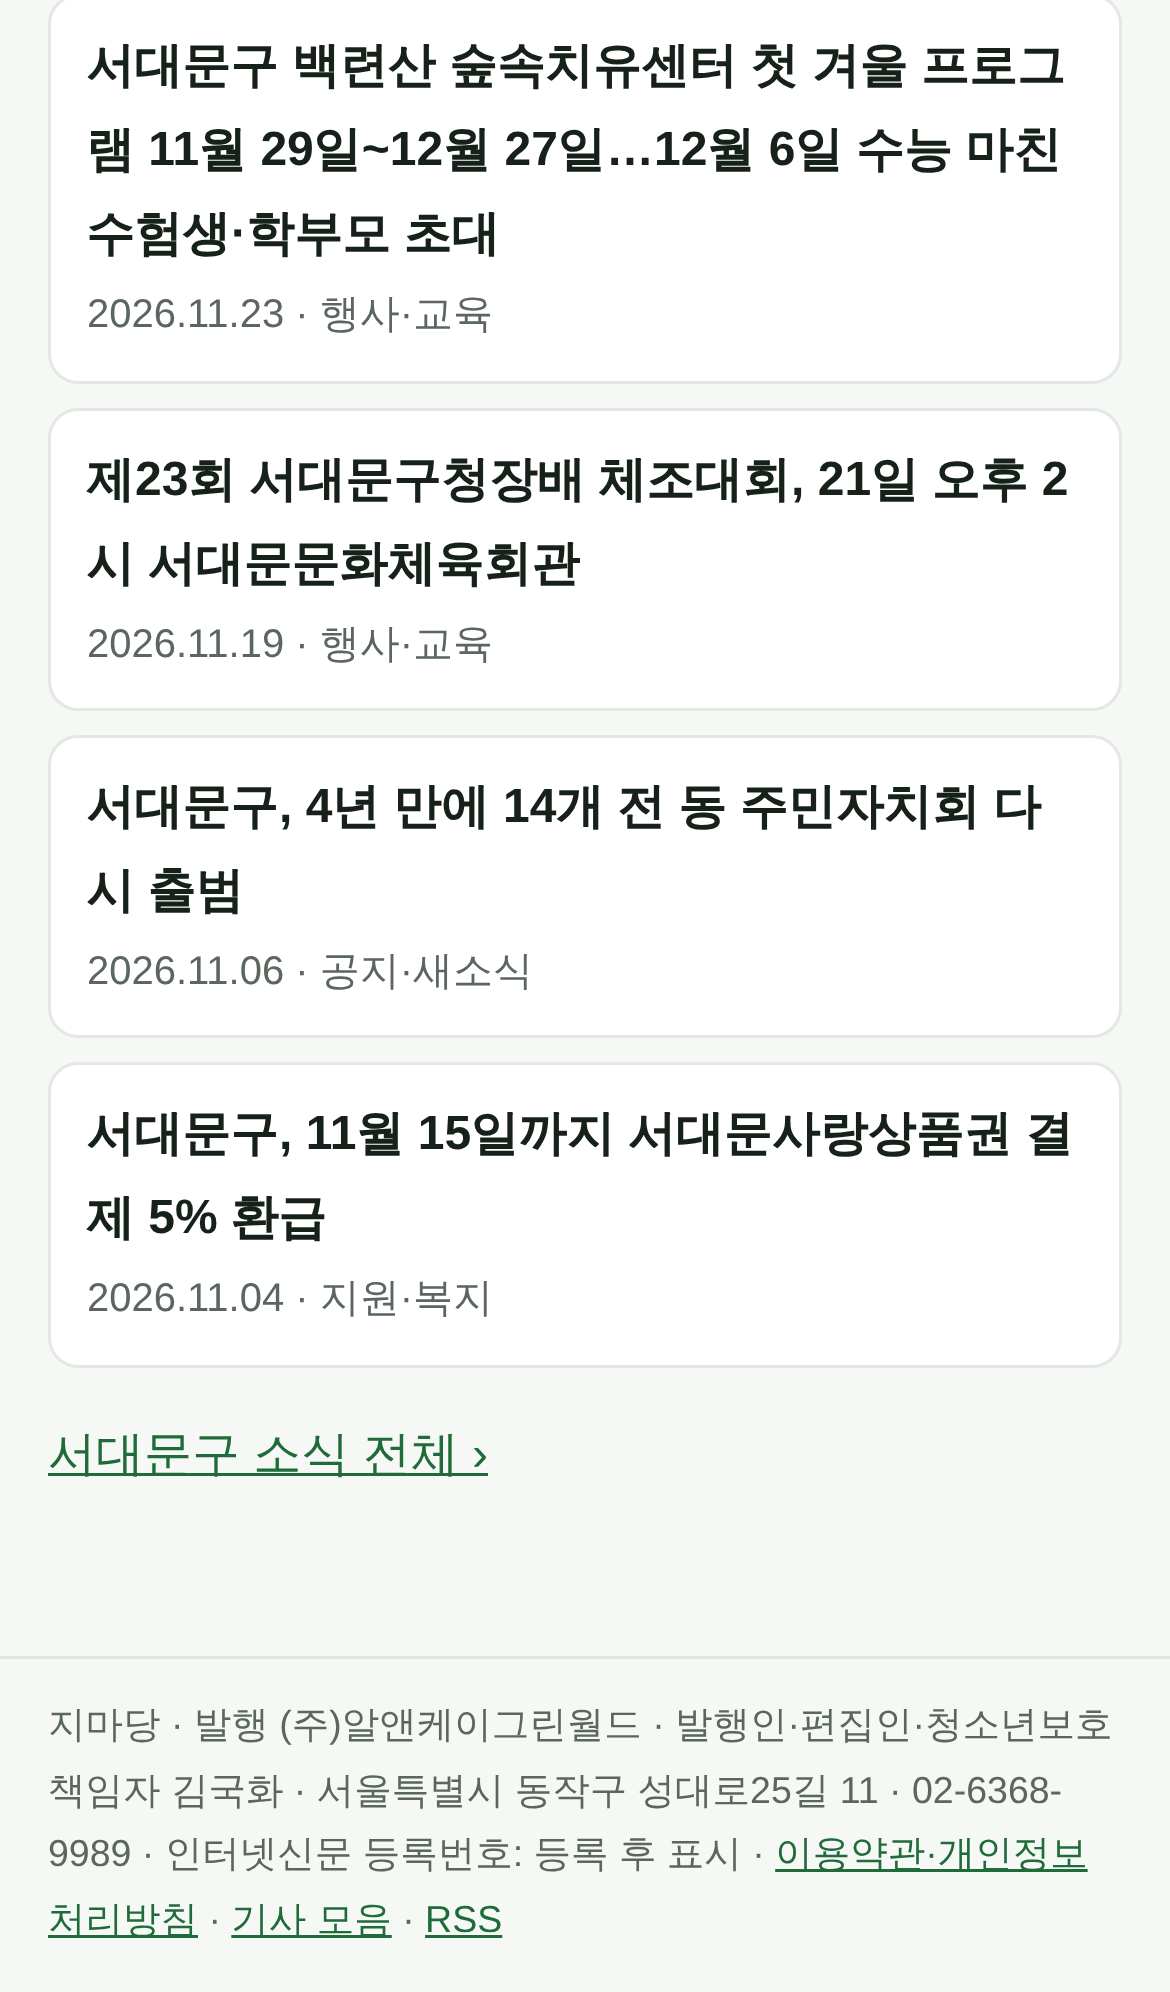 서대문구 백련산 숲속치유센터 첫 겨울 프로그
램 11월 29일~12월 27일…12월 6일 수능 마친
수험생·학부모 초대
2026.11.23 · 행사·교육
제23회 서대문구청장배 체조대회, 21일 오후 2
시 서대문문화체육회관
2026.11.19 · 행사·교육
서대문구, 4년 만에 14개 전 동 주민자치회 다
시 출범
2026.11.06 · 공지·새소식
서대문구, 11월 15일까지 서대문사랑상품권 결
제 5% 환급
2026.11.04 · 지원·복지
서대문구 소식 전체 ›
지마당 · 발행 (주)알앤케이그린월드 · 발행인·편집인·청소년보호
책임자 김국화 · 서울특별시 동작구 성대로25길 11 · 02-6368-
9989 · 인터넷신문 등록번호: 등록 후 표시 · 이용약관·개인정보
처리방침 · 기사 모음 · RSS